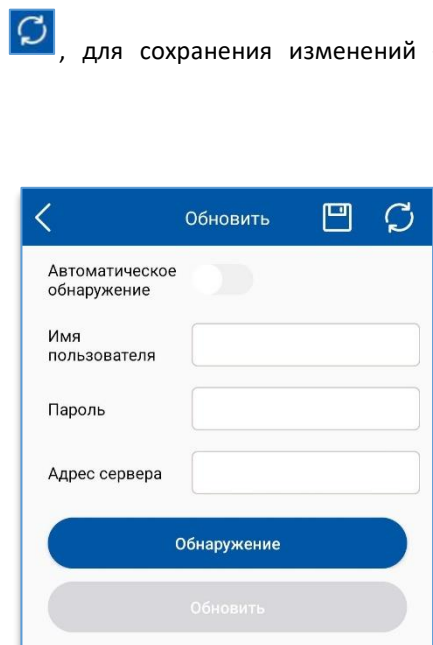 , для сохранения изменений
Обновить
Автоматическое
обнаружение
Имя
пользователя
Пароль
Адрес сервера
Обнаружение
Обновить